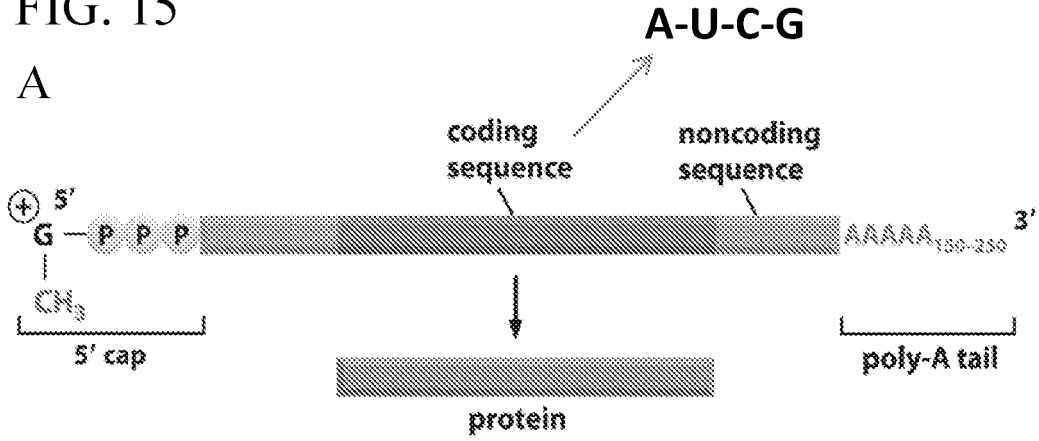 FIG. 15
A-U-C-G
A
coding
sequence
noncoding
sequence
+
5'
G
P P P
AAAAA150-250
3'
CH3
5' cap
poly-A tail
protein